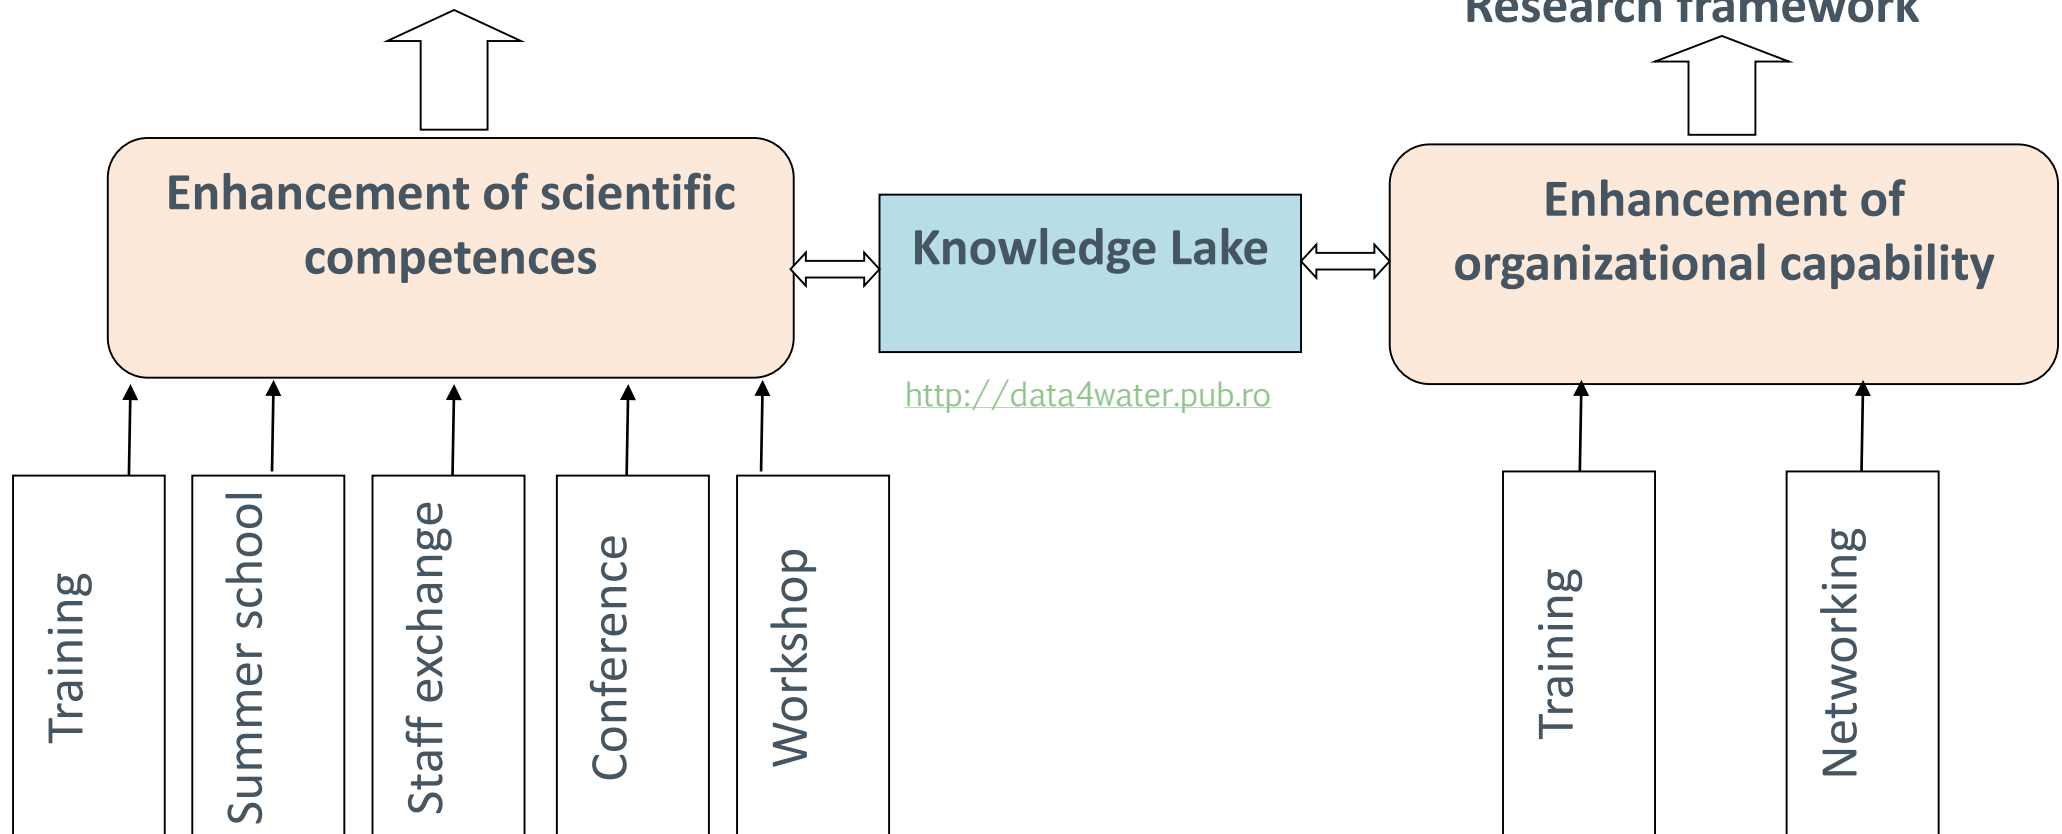 Research framework
Enhancement of scientific
competences
Knowledge Lake
http://data4water.pub.ro
Enhancement of
organizational capability
Training
Summer school
Staff exchange
Conference
Workshop
Training
Networking